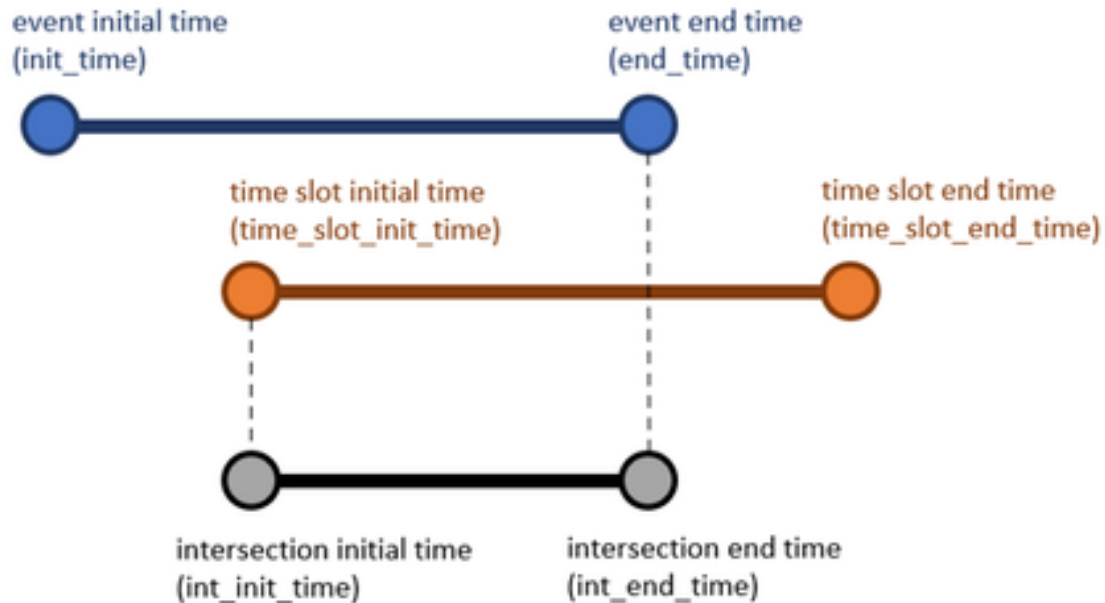 event initial time
(init_time)
event end time
(end_time)
time slot initial time
(time_slot_init_time)
time slot end time
(time_slot_end_time)
intersection initial time
(int_init_time)
intersection end time
(int_end_time)